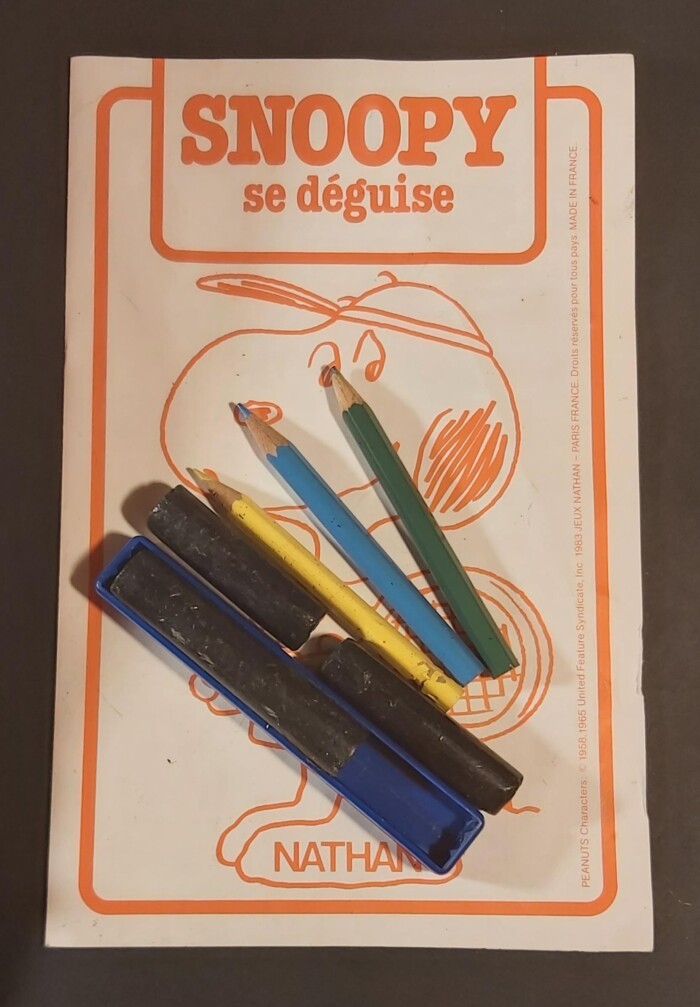 SNOOPY
se déguise
PEANUTS Characters: © 1958.1965 United Feature Syndicate, Inc. 1983 JEUX NATHAN - PARIS FRANCE. Droits réservés pour tous pays. MADE IN FRANCE
NATHAN